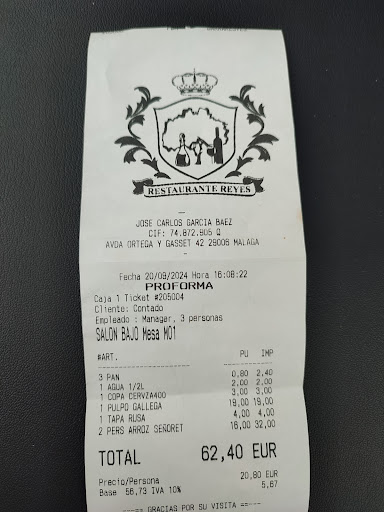 RESTAURANTE REYES
JOSE CARLOS GARCIA BAEZ
CIF: 74.872.805 Q
AVDA ORTEGA Y GASSET 42 29006 MALAGA
Fecha 20/09/2024 Hora 16:08:22
PROFORMA
Caja 1 Ticket #205004
Cliente: Contado
Empleado : Manager, 3 personas
SALON BAJO Mesa M01
#ART. PU IMP
3 PAN 0,80 2,40
1 AGUA 1/2L 2,00 2,00
1 COPA CERVZA400 3,00 3,00
1 PULPO GALLEGA 19,00 19,00
1 TAPA RUSA 4,00 4,00
2 PERS ARROZ SEÑORET 16,00 32,00
TOTAL 62,40 EUR
Precio/Persona 20,80 EUR
Base 56,73 IVA 10% 5,67
---== GRACIAS POR SU VISITA ==---